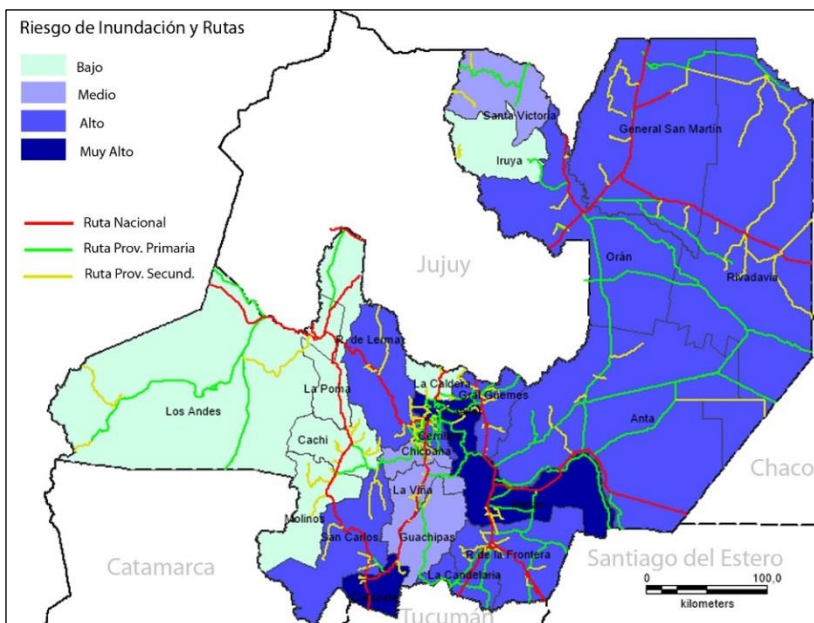 Riesgo de Inundación y Rutas
Bajo
Medio
Alto
Muy Alto
Ruta Nacional
Ruta Prov. Primaria
Ruta Prov. Secund.
Santa Victoria
Iruya
General San Martín
Jujuy
Orán
Rivadavia
R. de Lerma
La Poma
La Caldera
Gral Güemes
Los Andes
Cachi
Chicoana
Anta
La Viña
Chaco
Molinos
San Carlos
Guachipas
R de la Frontera
La Candelaria
Catamarca
Santiago del Estero
Tucumán
0
100,0
kilometers